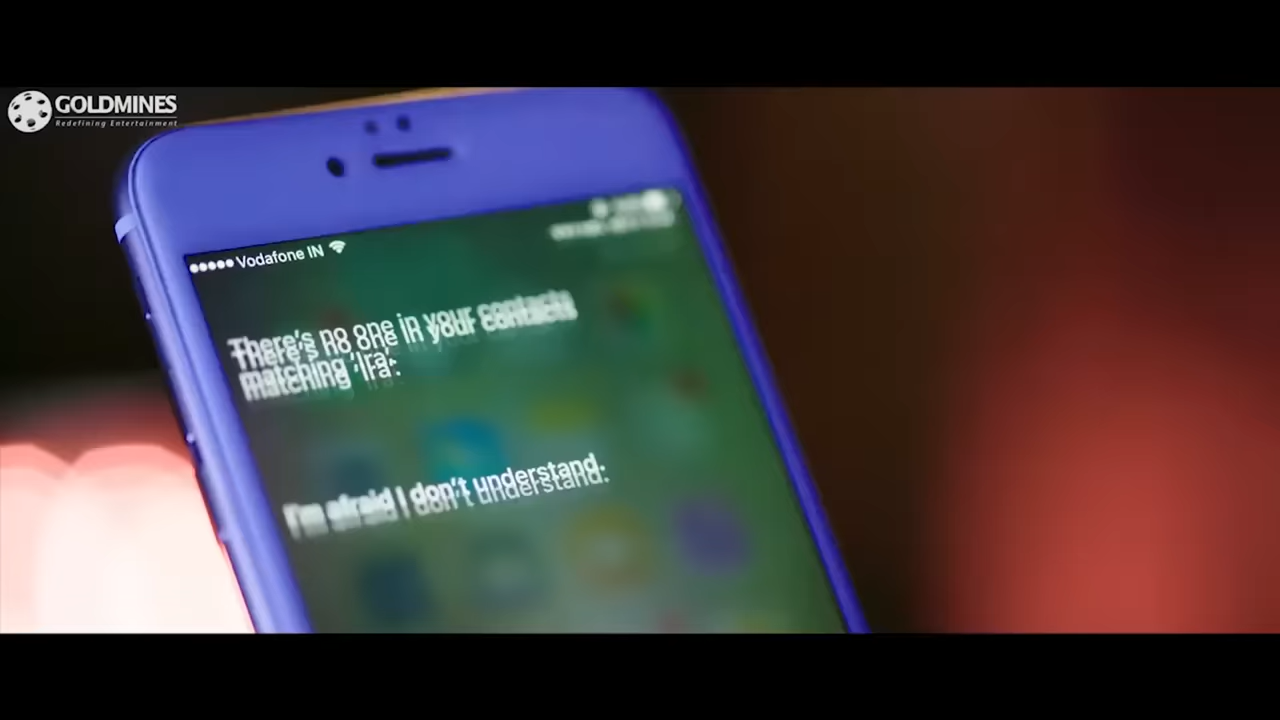 GOLDMINES
Redefining Entertainment
Vodafone IN
There's no one in your contacts
matching 'Ira'.
I'm afraid I don't understand.